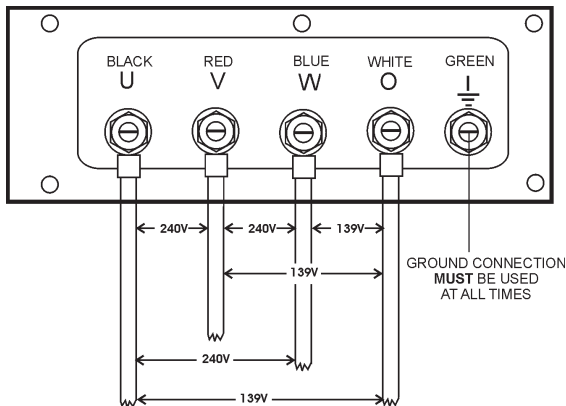 BLACK RED BLUE WHITE GREEN
U V W O
240V 240V 139V
139V
GROUND CONNECTION
MUST BE USED
AT ALL TIMES
240V
139V